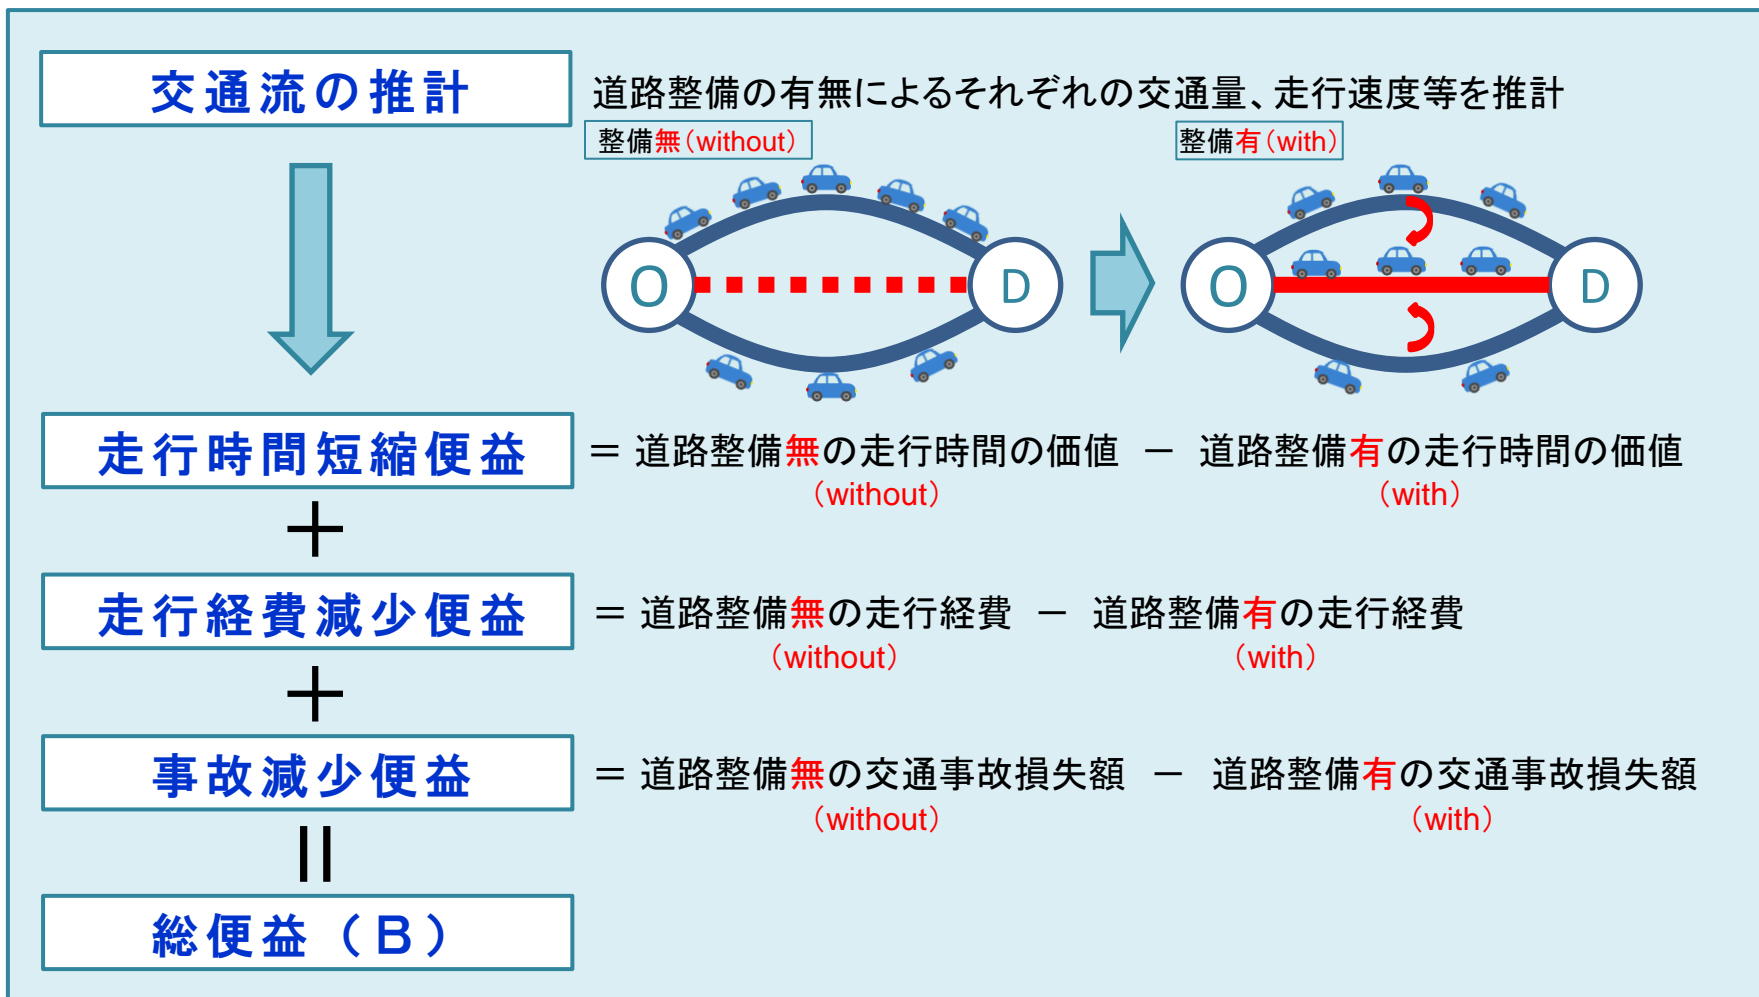 交通流の推計
道路整備の有無によるそれぞれの交通量、走行速度等を推計
整備無(without)
整備有(with)
O
D
O
D
走行時間短縮便益
＝ 道路整備無の走行時間の価値 － 道路整備有の走行時間の価値
(without)
(with)
＋
走行経費減少便益
＝ 道路整備無の走行経費 － 道路整備有の走行経費
(without)
(with)
＋
事故減少便益
＝ 道路整備無の交通事故損失額 － 道路整備有の交通事故損失額
(without)
(with)
＝
総便益（B）